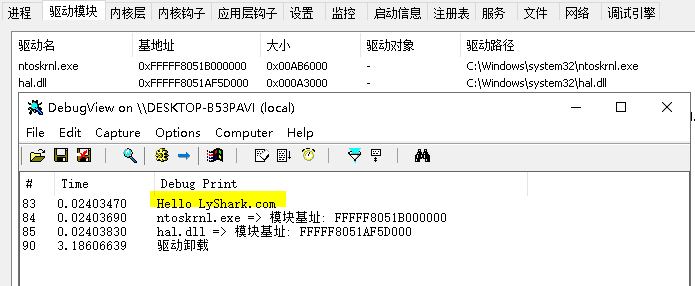 进程 驱动模块 内核层 内核钩子 应用层钩子 设置 监控 启动信息 注册表 服务 文件 网络 调试引擎
驱动名 基地址 大小 驱动对象 驱动路径
ntoskrnl.exe 0xFFFFF8051B000000 0x00AB6000 - C:\Windows\system32\ntoskrnl.exe
hal.dll 0xFFFFF8051AF5D000 0x000A3000 - C:\Windows\system32\hal.dll
DebugView on \\DESKTOP-B53PAVI (local)
File Edit Capture Options Computer Help
# Time Debug Print
83 0.02403470 Hello LyShark.com
84 0.02403690 ntoskrnl.exe => 模块基址: FFFFF8051B000000
85 0.02403830 hal.dll => 模块基址: FFFFF8051AF5D000
90 3.18606639 驱动卸载